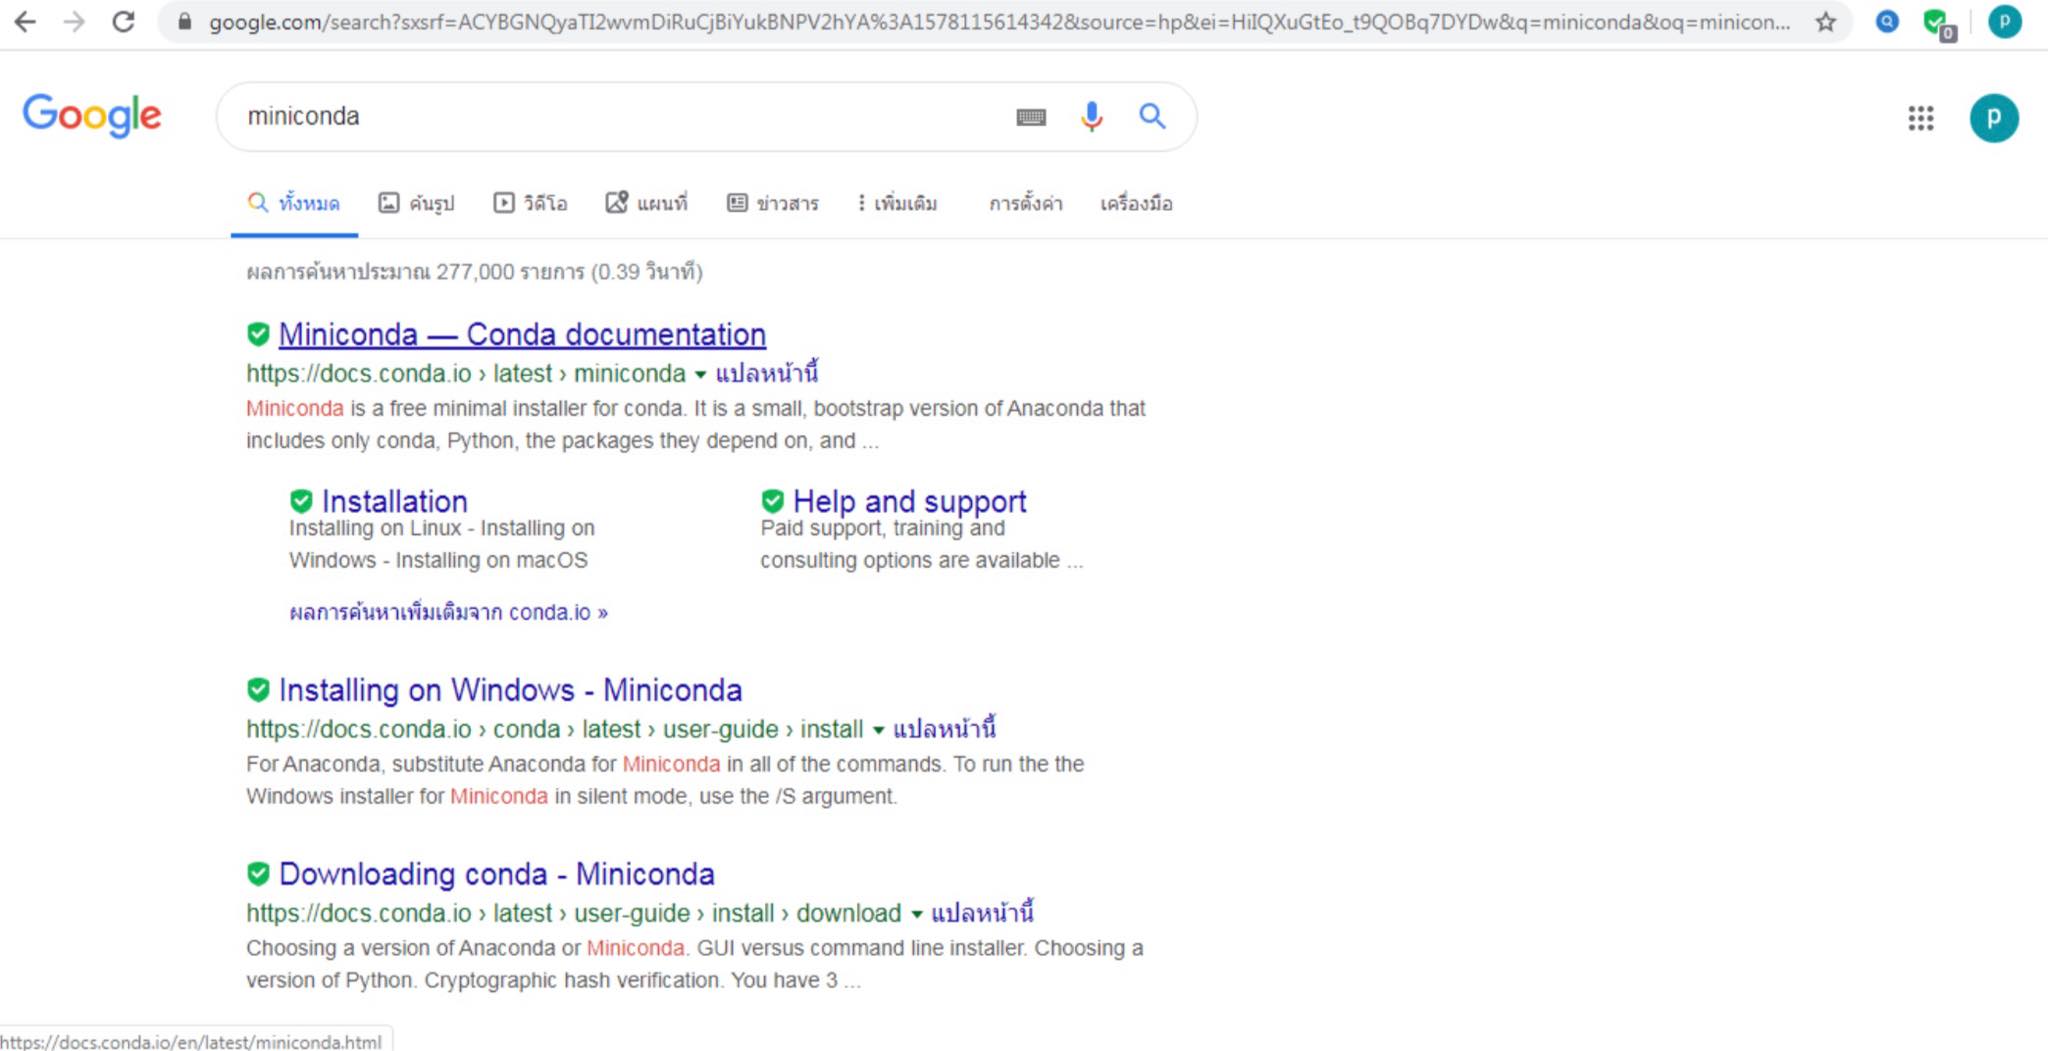 google.com/search?sxsrf=ACYBGNQyaTI2wvmDiRuCjBiYukBNPV2hYA%3A1578115614342&source=hp&ei=HiIQXuGtEo_t9QOBq7DYDw&q=miniconda&oq=minicon...
0
p
Google
miniconda
p
ทั้งหมด ค้นรูป วิดีโอ แผนที่ ข่าวสาร เพิ่มเติม การตั้งค่า เครื่องมือ
ผลการค้นหาประมาณ 277,000 รายการ (0.39 วินาที)
Miniconda — Conda documentation
https://docs.conda.io › latest › miniconda ▾ แปลหน้านี้
Miniconda is a free minimal installer for conda. It is a small, bootstrap version of Anaconda that
includes only conda, Python, the packages they depend on, and ...
Installation
Installing on Linux - Installing on
Windows - Installing on macOS
Help and support
Paid support, training and
consulting options are available ...
ผลการค้นหาเพิ่มเติมจาก conda.io »
Installing on Windows - Miniconda
https://docs.conda.io › conda › latest › user-guide › install ▾ แปลหน้านี้
For Anaconda, substitute Anaconda for Miniconda in all of the commands. To run the the
Windows installer for Miniconda in silent mode, use the /S argument.
Downloading conda - Miniconda
https://docs.conda.io › latest › user-guide › install › download ▾ แปลหน้านี้
Choosing a version of Anaconda or Miniconda. GUI versus command line installer. Choosing a
version of Python. Cryptographic hash verification. You have 3 ...
https://docs.conda.io/en/latest/miniconda.html